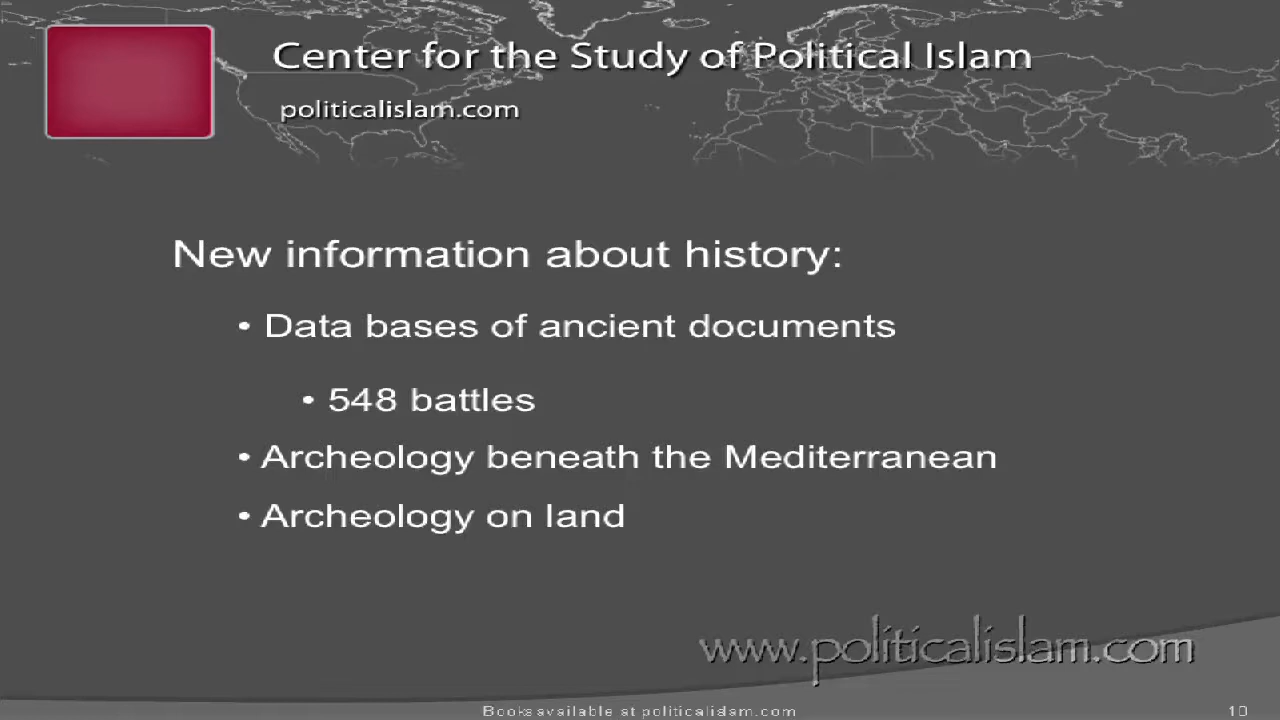 Center for the Study of Political Islam
politicalislam.com
New information about history:
• Data bases of ancient documents
• 548 battles
• Archeology beneath the Mediterranean
• Archeology on land
www.politicalislam.com
Books available at politicalislam.com
10